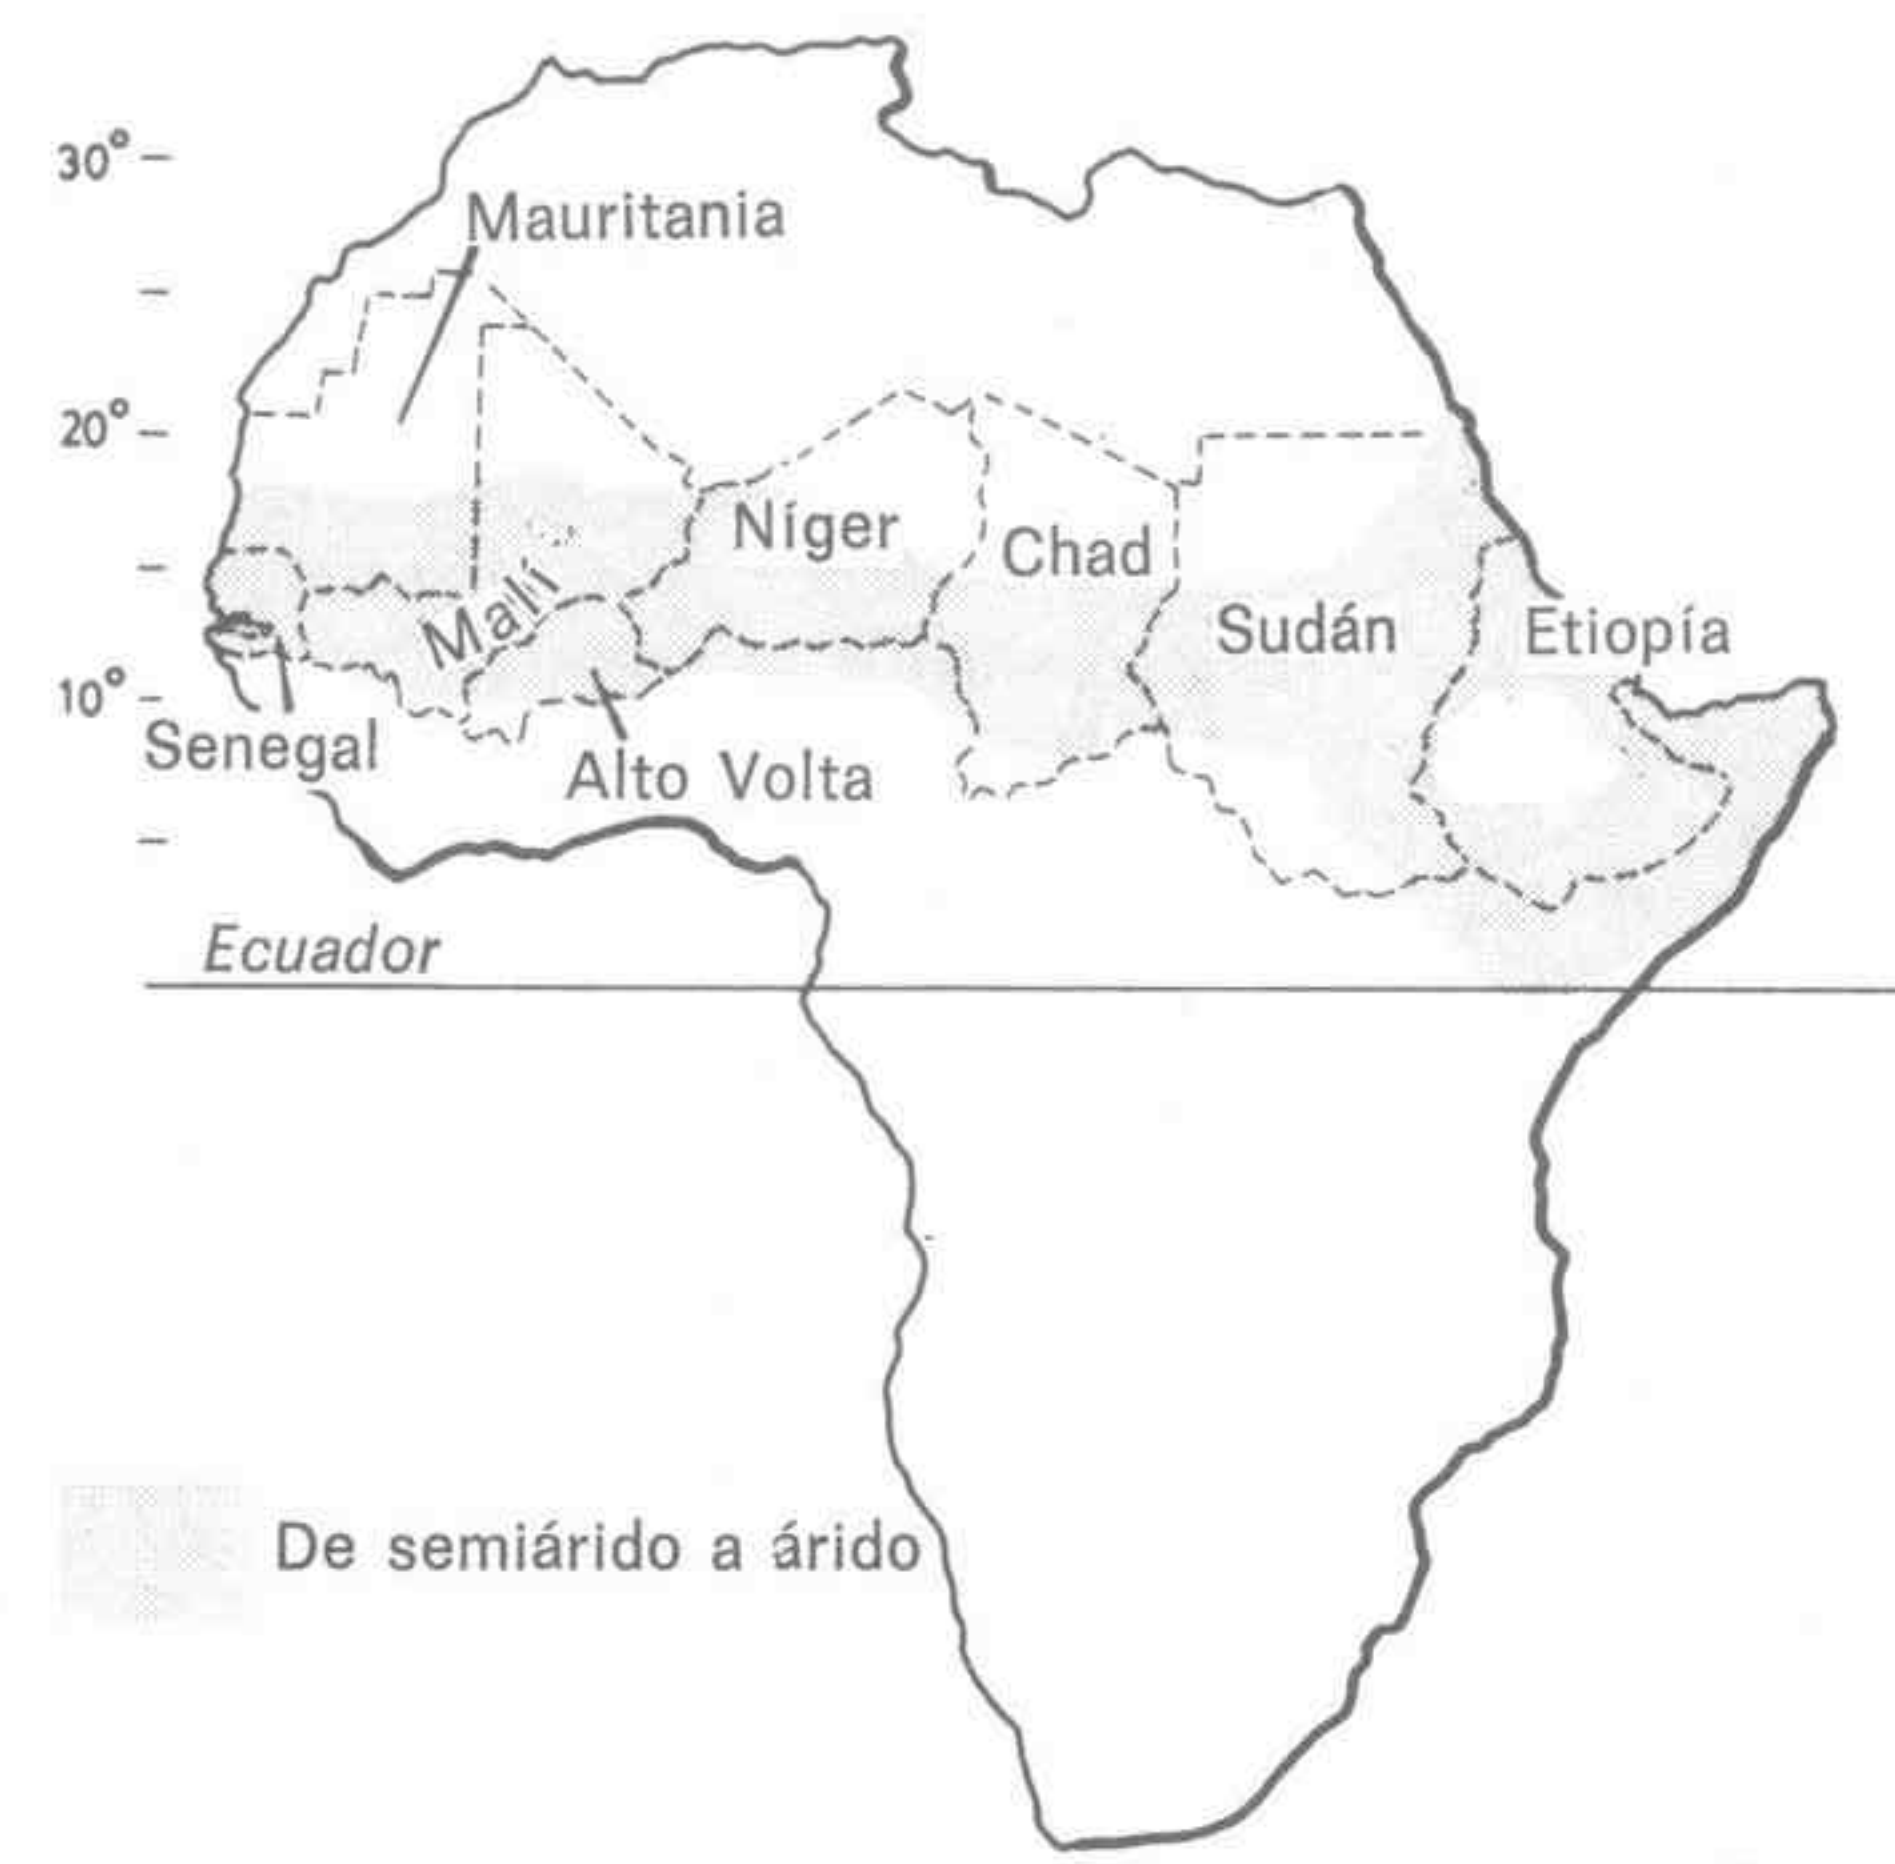 30°
Mauritania
20°
Níger
Chad
Malí
Sudán
Etiopía
10°
Senegal
Alto Volta
Ecuador
De semiárido a árido